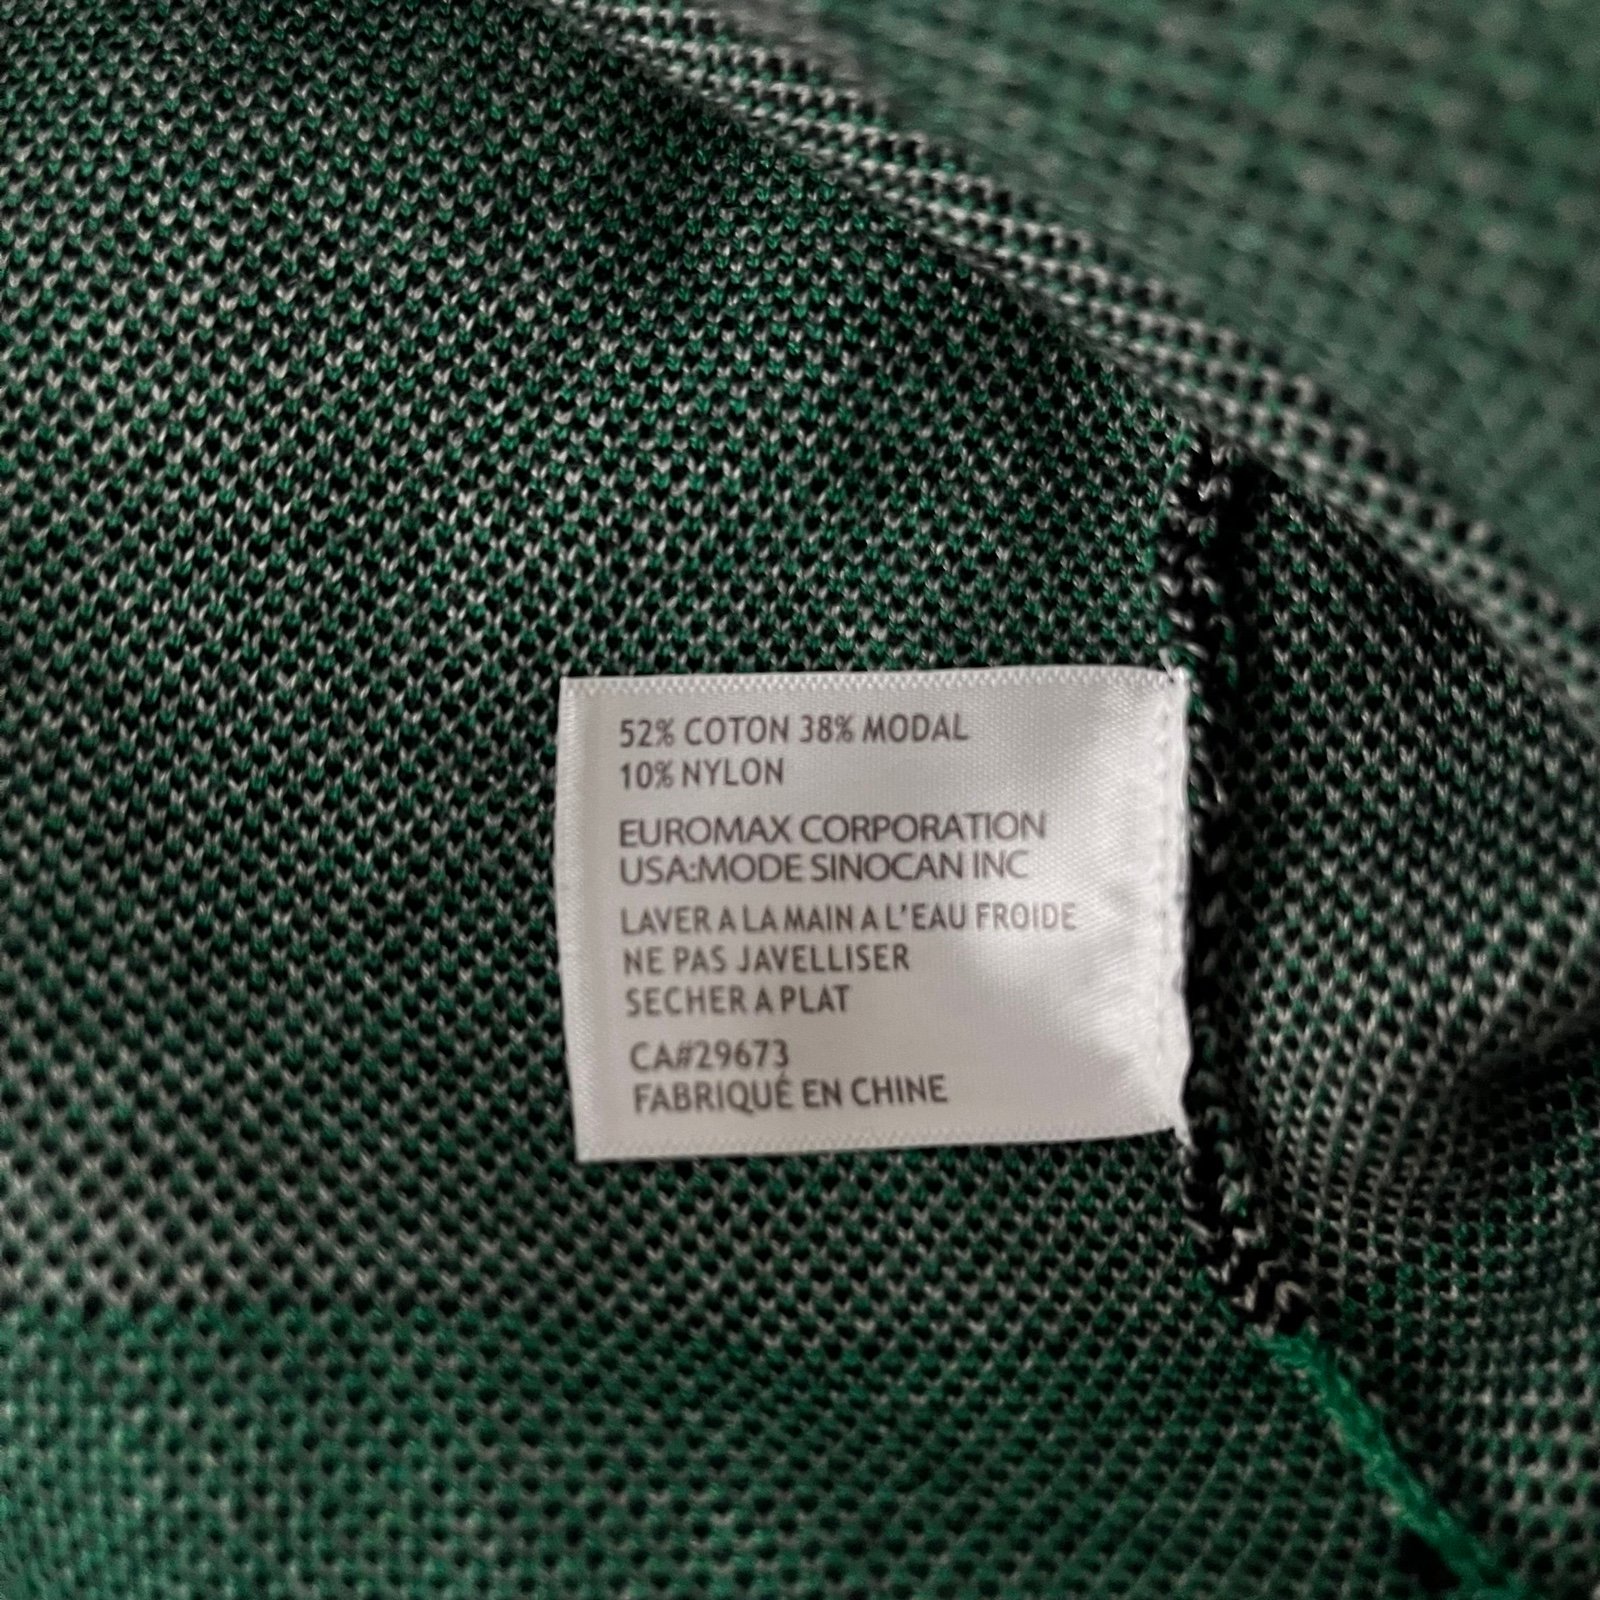 52% COTON 38% MODAL
10% NYLON
EUROMAX CORPORATION
USA:MODE SINOCAN INC
LAVER A LA MAIN A L'EAU FROIDE
NE PAS JAVELLISER
SECHER A PLAT
CA#29673
FABRIQUÉ EN CHINE